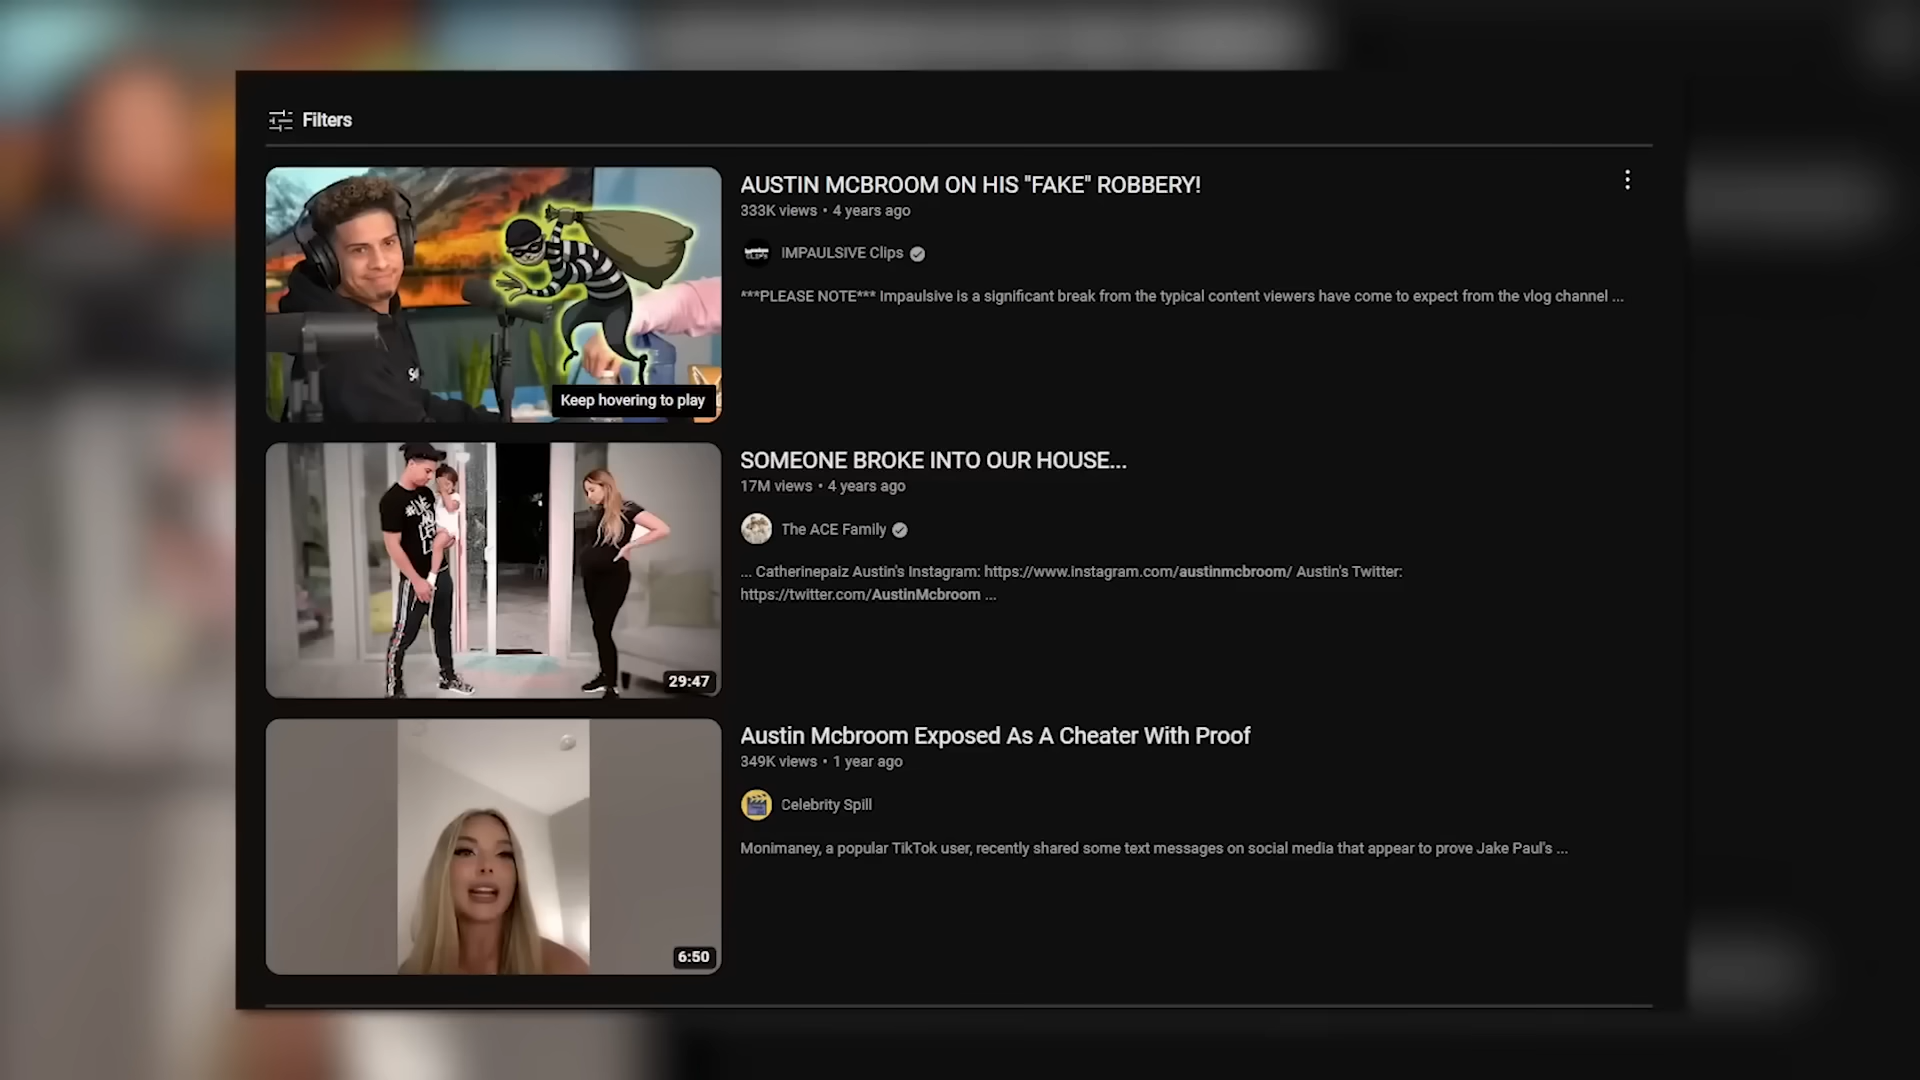 Filters
AUSTIN MCBROOM ON HIS "FAKE" ROBBERY!
333K views • 4 years ago
IMPAULSIVE Clips
***PLEASE NOTE*** Impaulsive is a significant break from the typical content viewers have come to expect from the vlog channel ...
Keep hovering to play
SOMEONE BROKE INTO OUR HOUSE...
17M views • 4 years ago
The ACE Family
... Catherinepaiz Austin's Instagram: https://www.instagram.com/austinmcbroom/ Austin's Twitter:
https://twitter.com/AustinMcbroom ...
29:47
Austin Mcbroom Exposed As A Cheater With Proof
349K views • 1 year ago
Celebrity Spill
Monimaney, a popular TikTok user, recently shared some text messages on social media that appear to prove Jake Paul's ...
6:50